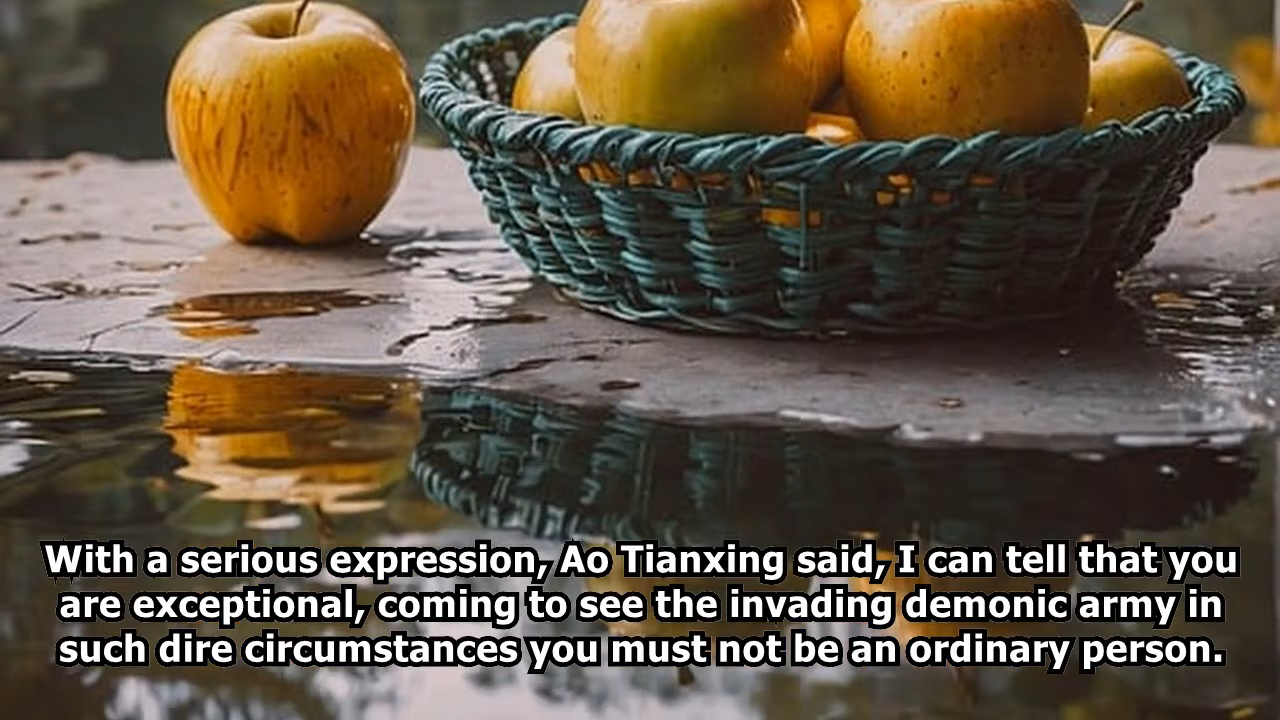 With a serious expression, Ao Tianxing said, I can tell that you
are exceptional, coming to see the invading demonic army in
such dire circumstances you must not be an ordinary person.